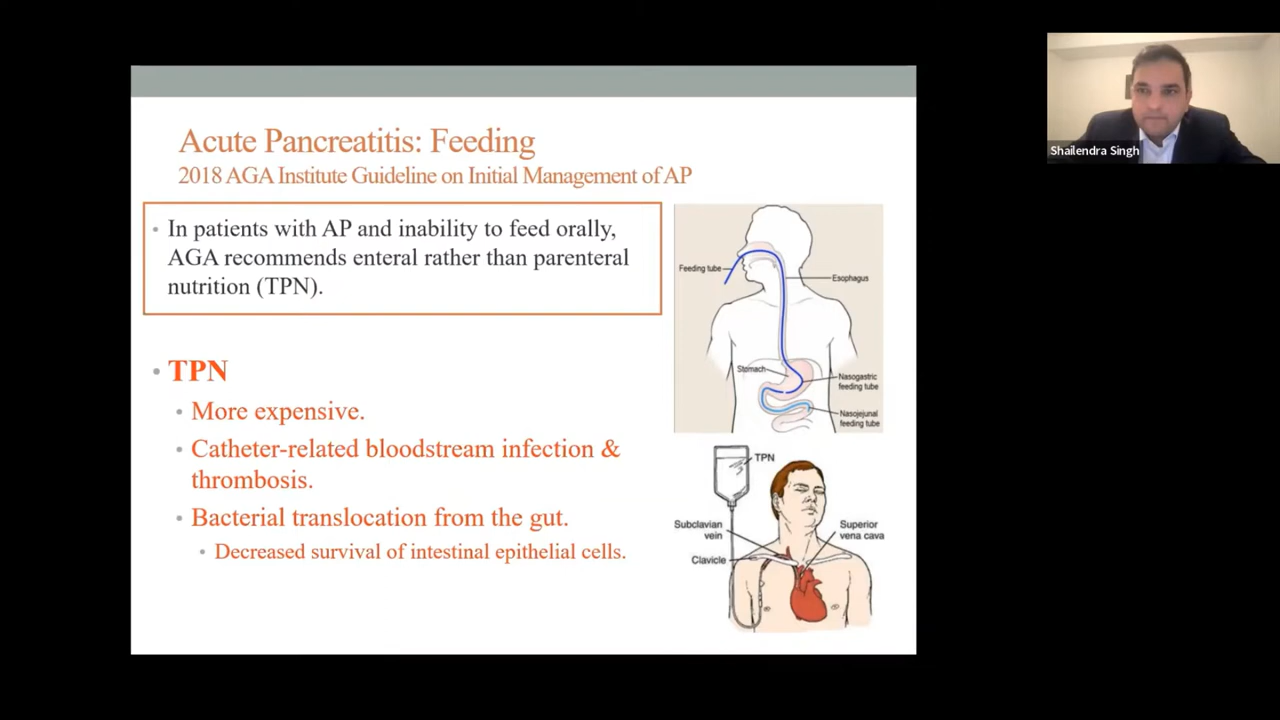 Acute Pancreatitis: Feeding
2018 AGA Institute Guideline on Initial Management of AP
• In patients with AP and inability to feed orally,
AGA recommends enteral rather than parenteral
nutrition (TPN).
• TPN
• More expensive.
• Catheter-related bloodstream infection &
thrombosis.
• Bacterial translocation from the gut.
• Decreased survival of intestinal epithelial cells.
Feeding tube
Esophagus
Stomach
Nasogastric
feeding tube
Nasojejunal
feeding tube
TPN
Subclavian
vein
Superior
vena cava
Clavicle
Shailendra Singh